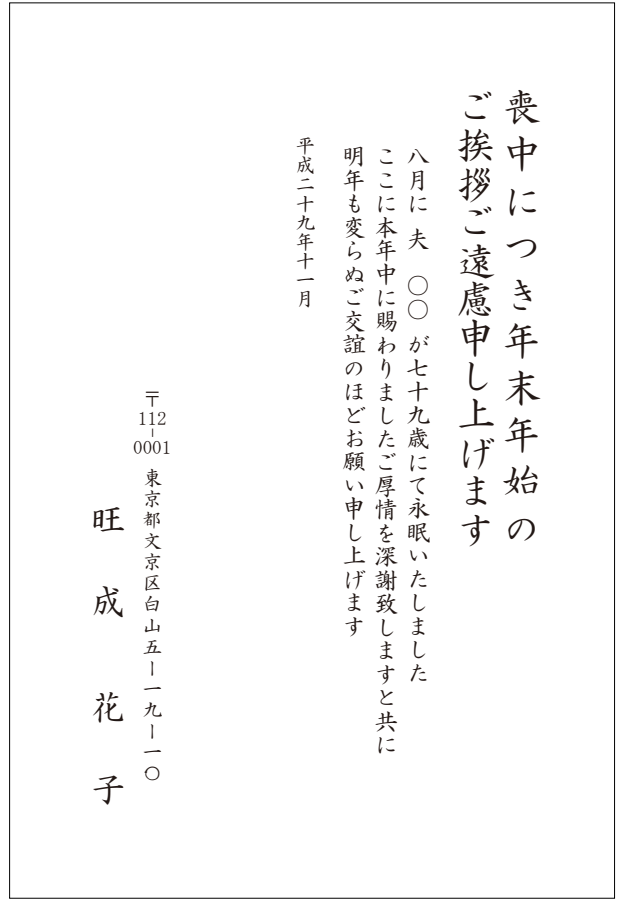 喪中につき年末年始の
ご挨拶ご遠慮申し上げます
八月に 夫 〇〇 が七十九歳にて永眠いたしました
ここに本年中に賜わりましたご厚情を深謝致しますと共に
明年も変らぬご交誼のほどお願い申し上げます
平成二十九年十一月
〒112-0001 東京都文京区白山五ー一九ー一〇
旺成花子